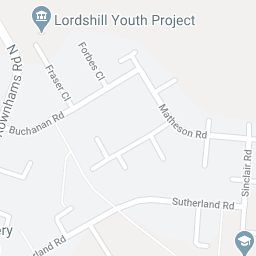 Lordshill Youth Project
Forbes Cl
Fraser Cl
Buchanan Rd
Matheson Rd
Sinclair Rd
Sutherland Rd